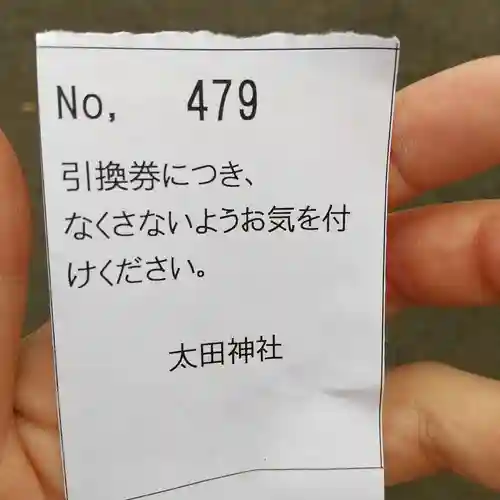 No, 479
引換券につき、
なくさないようお気を付
けください。
太田神社